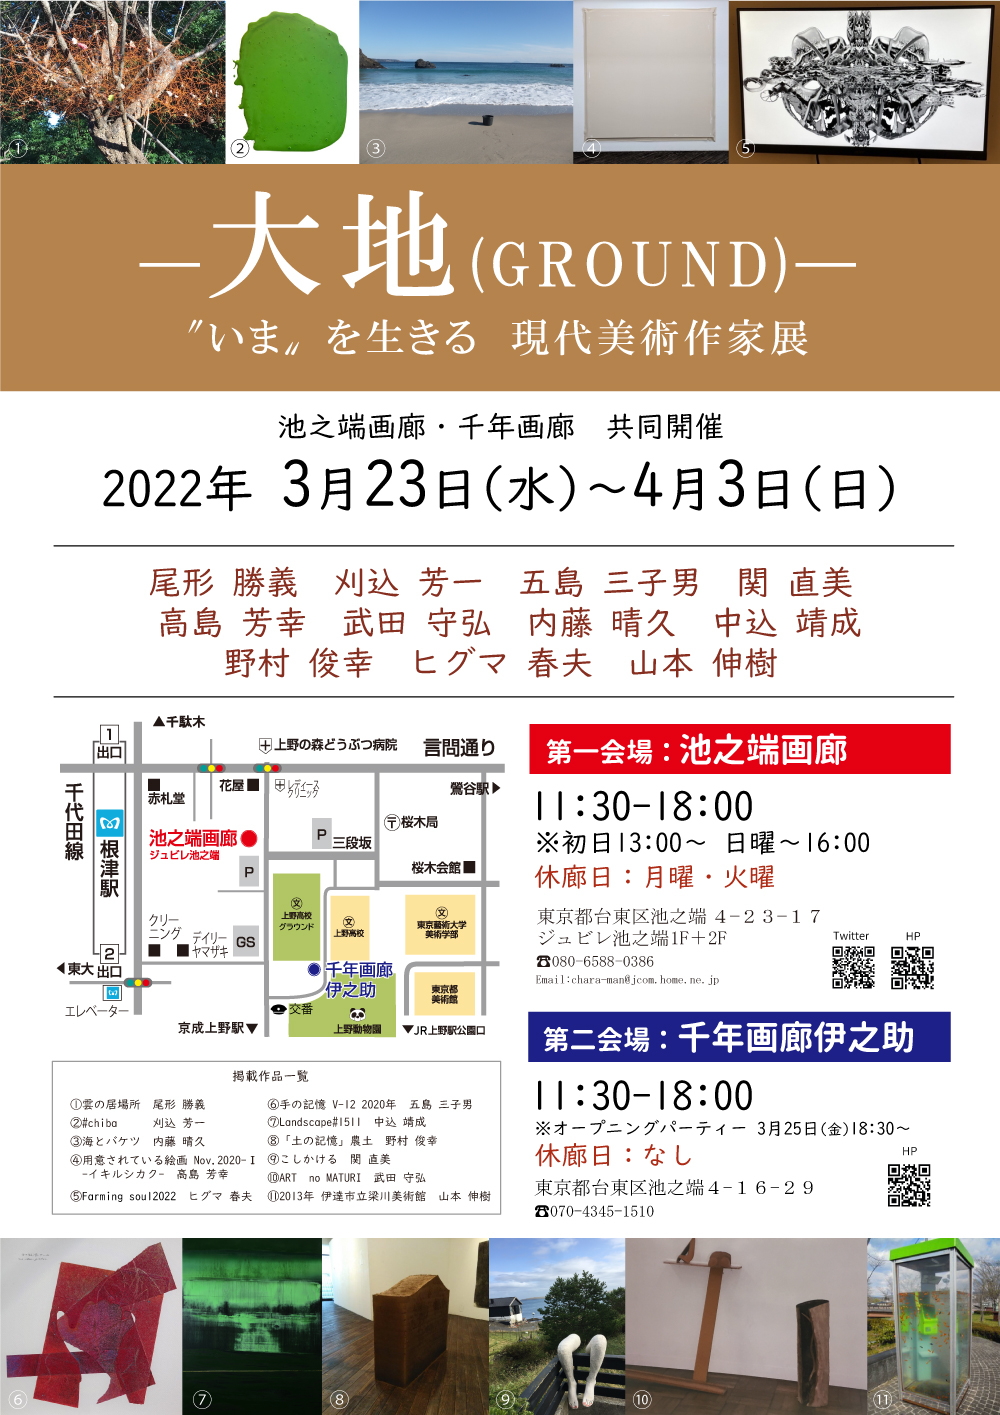 ① ② ③ ④ ⑤
―大地(GROUND)―
〝いま〟を生きる 現代美術作家展
池之端画廊・千年画廊 共同開催
2022年 3月23日(水)～4月3日(日)
尾形 勝義 刈込 芳一 五島 三子男 関 直美
高島 芳幸 武田 守弘 内藤 晴久 中込 靖成
野村 俊幸 ヒグマ 春夫 山本 伸樹
▲千駄木
1
出口
上野の森どうぶつ病院
言問通り
赤札堂
花屋
レディース
クリニック
鶯谷駅▶
千代田線
根津駅
池之端画廊
ジュビレ池之端
P
三段坂
〒桜木局
桜木会館
P
文
上野高校
グラウンド
文
上野高校
文
東京藝術大学
美術学部
クリー
ニング
デイリー
ヤマザキ
GS
2
出口
◀東大
エレベーター
千年画廊
伊之助
東京都
美術館
交番
京成上野駅▼
上野動物園
▼JR上野駅公園口
第一会場：池之端画廊
11:30-18:00
※初日13:00～ 日曜～16:00
休廊日：月曜・火曜
東京都台東区池之端 4-23-17
ジュビレ池之端1F＋2F
☎080-6588-0386
Email:chara-man@jcom.home.ne.jp
Twitter HP
第二会場：千年画廊伊之助
11:30-18:00
※オープニングパーティー 3月25日(金)18:30～
休廊日：なし
東京都台東区池之端4-16-29
☎070-4345-1510
HP
掲載作品一覧
①雲の居場所 尾形 勝義
②#chiba 刈込 芳一
③海とバケツ 内藤 晴久
④用意されている絵画 Nov.2020-Ⅰ
-イキルシカク- 高島 芳幸
⑤Farming soul2022 ヒグマ 春夫
⑥手の記憶 V-12 2020年 五島 三子男
⑦Landscape#1511 中込 靖成
⑧「土の記憶」農土 野村 俊幸
⑨こしかける 関 直美
⑩ART no MATURI 武田 守弘
⑪2013年 伊達市立梁川美術館 山本 伸樹
⑥ ⑦ ⑧ ⑨ ⑩ ⑪